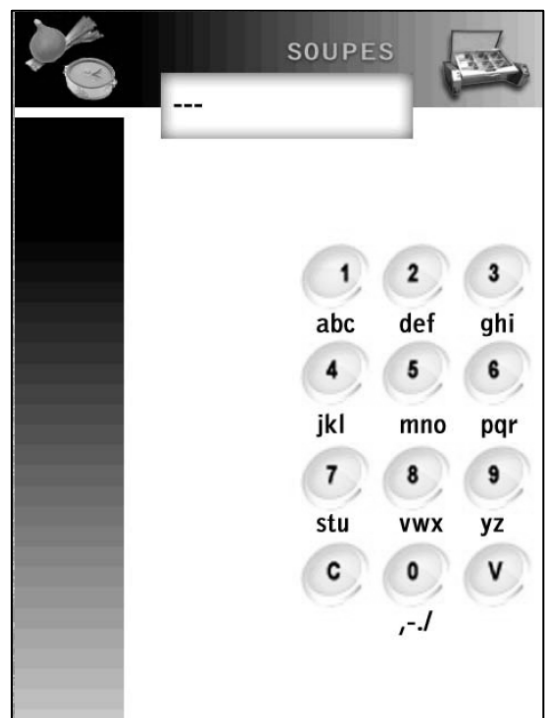 SOUPES
---
1 2 3
abc def ghi
4 5 6
jkl mno pqr
7 8 9
stu vwx yz
C 0 V
,-./